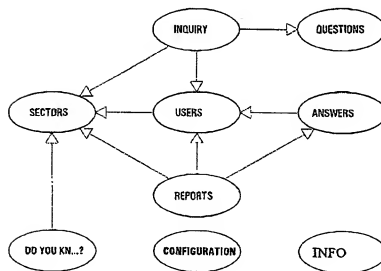 INQUIRY
QUESTIONS
SECTORS
USERS
ANSWERS
REPORTS
DO YOU KN...?
CONFIGURATION
INFO